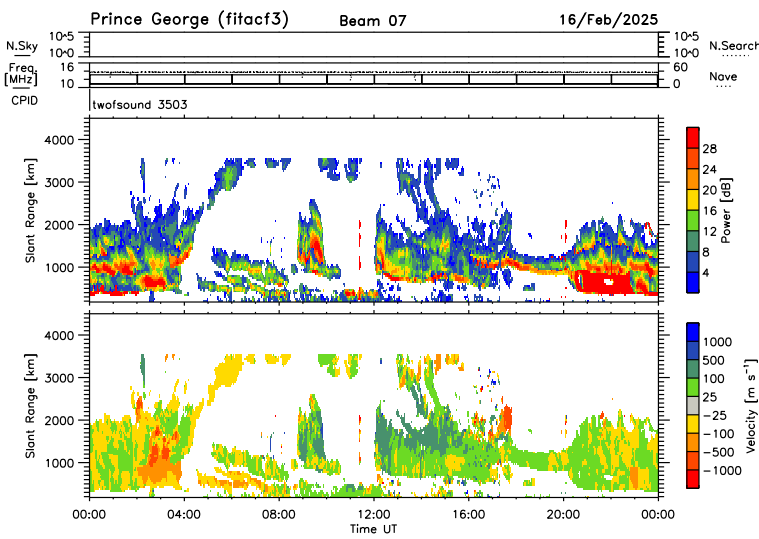 Prince George (fitacf3) Beam 07 16/Feb/2025
10^5 10^5
N.Sky N.Search
10^0 10^0
Freq 16 60
[MHz] Nave
10 0
CPID
twofsound 3503
4000
3000
2000
1000
Slant Range [km]
28
24
20
16
12
8
4
Power [dB]
4000
3000
2000
1000
Slant Range [km]
1000
500
100
25
−25
−100
−500
−1000
Velocity [m s⁻¹]
00:00 04:00 08:00 12:00 16:00 20:00 00:00
Time UT